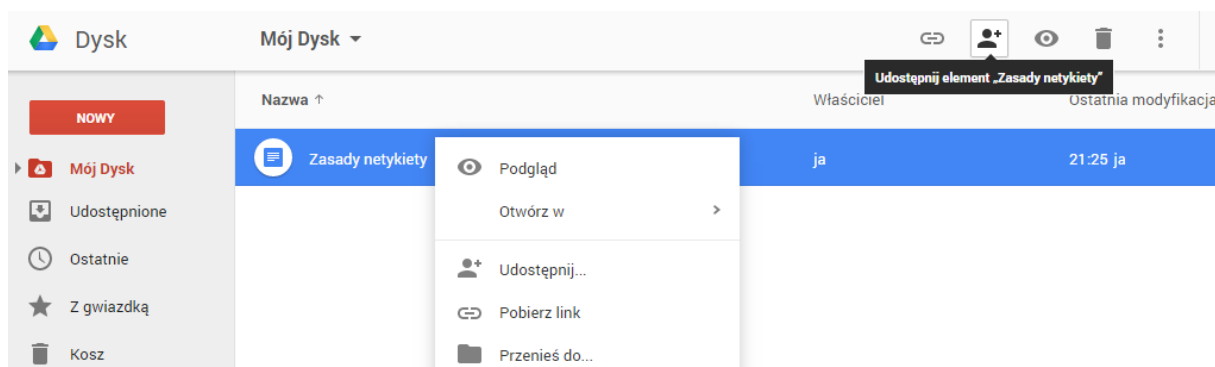 Dysk
Mój Dysk
Udostępnij element „Zasady netykiety”
Nazwa ↑
Właściciel
Ostatnia modyfikacja
NOWY
Mój Dysk
Udostępnione
Ostatnie
Z gwiazdką
Kosz
Zasady netykiety
ja
21:25 ja
Podgląd
Otwórz w
Udostępnij...
Pobierz link
Przenieś do...